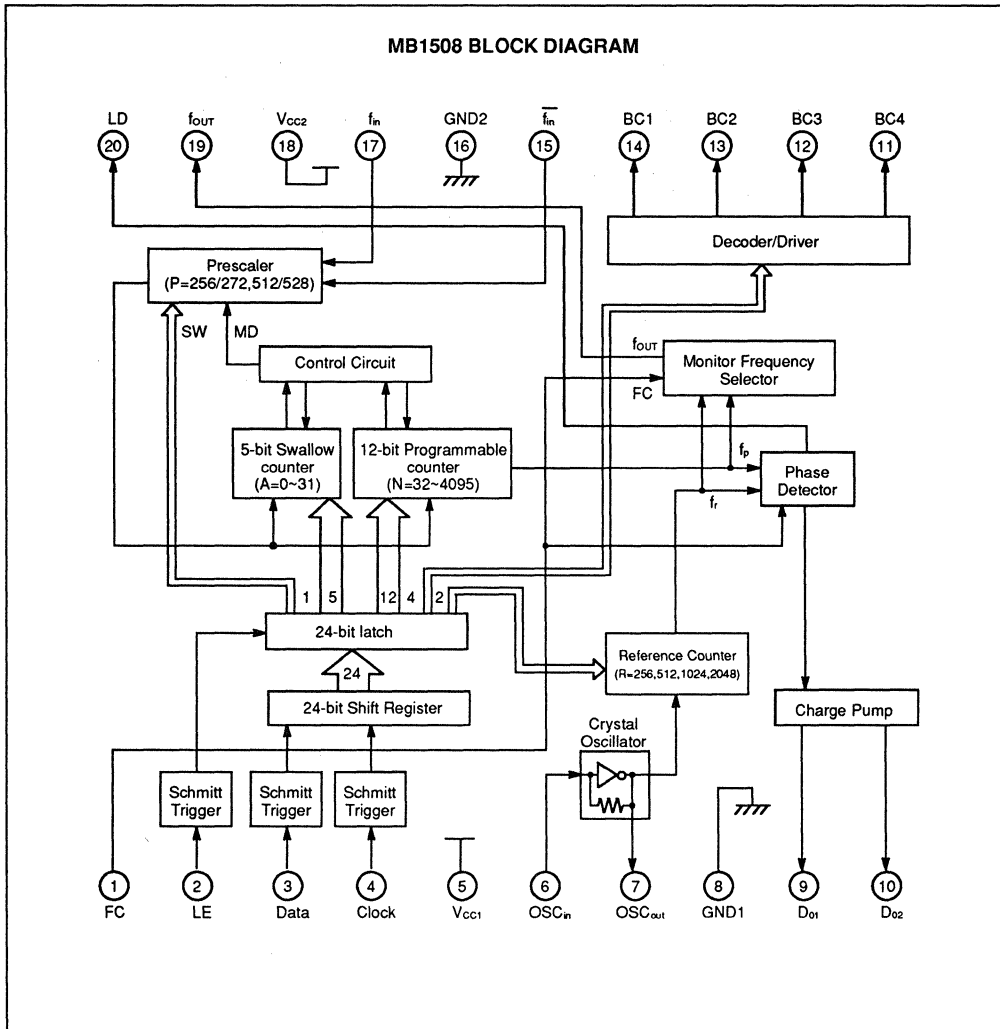 MB1508 BLOCK DIAGRAM
LD
fOUT
VCC2
fin
GND2
f̅i̅n̅
BC1
BC2
BC3
BC4
20
19
18
17
16
15
14
13
12
11
Decoder/Driver
Prescaler
(P=256/272,512/528)
SW
MD
Control Circuit
fOUT
FC
Monitor Frequency
Selector
5-bit Swallow
counter
(A=0~31)
12-bit Programmable
counter
(N=32~4095)
fp
fr
Phase
Detector
1
5
12
4
2
24-bit latch
24
24-bit Shift Register
Reference Counter
(R=256,512,1024,2048)
Crystal
Oscillator
Charge Pump
Schmitt
Trigger
Schmitt
Trigger
Schmitt
Trigger
1
2
3
4
5
6
7
8
9
10
FC
LE
Data
Clock
VCC1
OSCin
OSCout
GND1
D01
D02